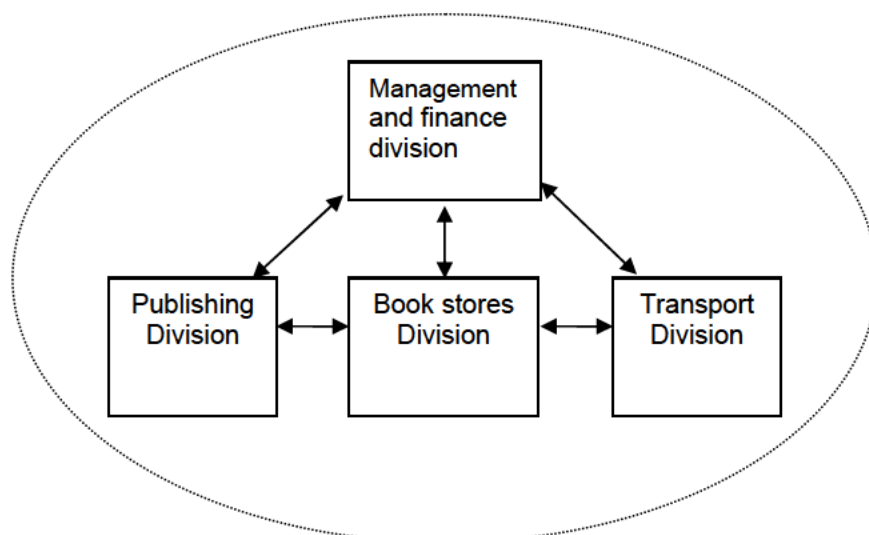 Management
and finance
division
Publishing
Division
Book stores
Division
Transport
Division